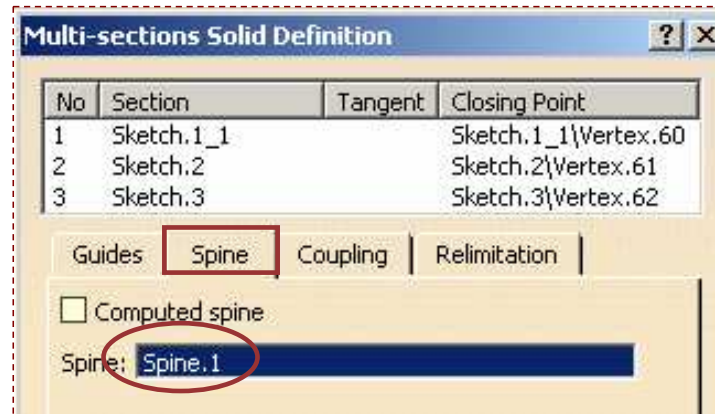 Multi-sections Solid Definition ? X
No Section Tangent Closing Point
1 Sketch.1_1 Sketch.1_1\Vertex.60
2 Sketch.2 Sketch.2\Vertex.61
3 Sketch.3 Sketch.3\Vertex.62
Guides Spine Coupling Relimitation
Computed spine
Spine: Spine.1